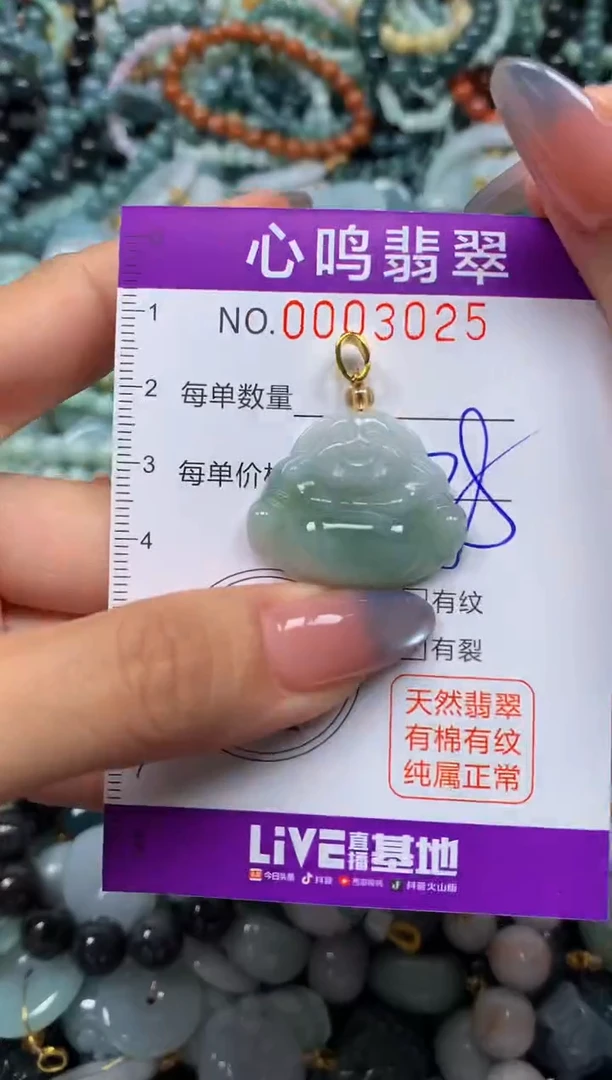 心鸣翡翠
NO.0003025
1
2
每单数量
3
每单价
4
有纹
有裂
天然翡翠
有棉有纹
纯属正常
7
LiVE直播基地
今日头条 抖音 西瓜视频 抖音火山版